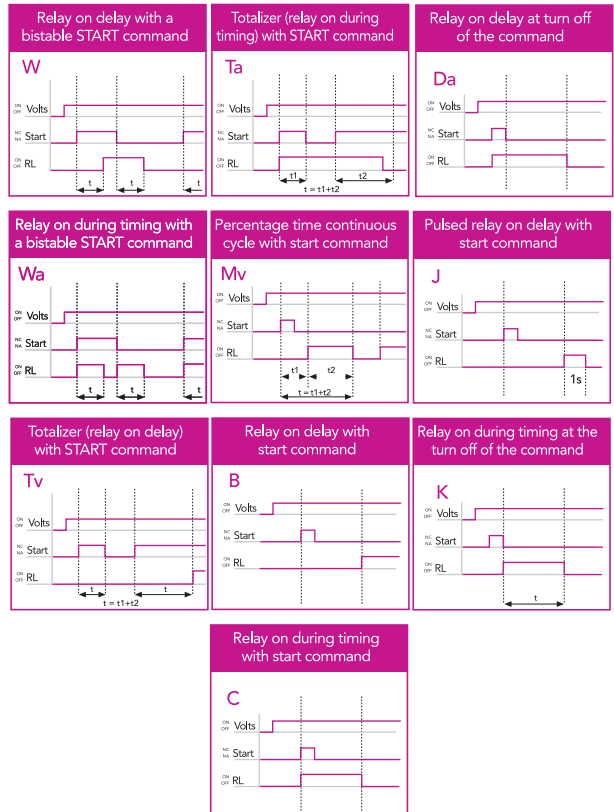 Relay on delay with a
bistable START command
W
ON
OFF Volts
NC
NA Start
ON
OFF RL
t t t
Totalizer (relay on during
timing) with START command
Ta
ON
OFF Volts
NC
NA Start
ON
OFF RL
t1 t2
t = t1+t2
Relay on delay at turn off
of the command
Da
ON
OFF Volts
NC
NA Start
ON
OFF RL
Relay on during timing with
a bistable START command
Wa
ON
OFF Volts
NC
NA Start
ON
OFF RL
t t t
Percentage time continuous
cycle with start command
Mv
ON
OFF Volts
NC
NA Start
ON
OFF RL
t1 t2
t = t1+t2
Pulsed relay on delay with
start command
J
ON
OFF Volts
NC
NA Start
ON
OFF RL
1s
Totalizer (relay on delay)
with START command
Tv
ON
OFF Volts
NC
NA Start
ON
OFF RL
t t
t = t1+t2
Relay on delay with
start command
B
ON
OFF Volts
NC
NA Start
ON
OFF RL
Relay on during timing at the
turn off of the command
K
ON
OFF Volts
NC
NA Start
ON
OFF RL
t
Relay on during timing
with start command
C
ON
OFF Volts
NC
NA Start
ON
OFF RL